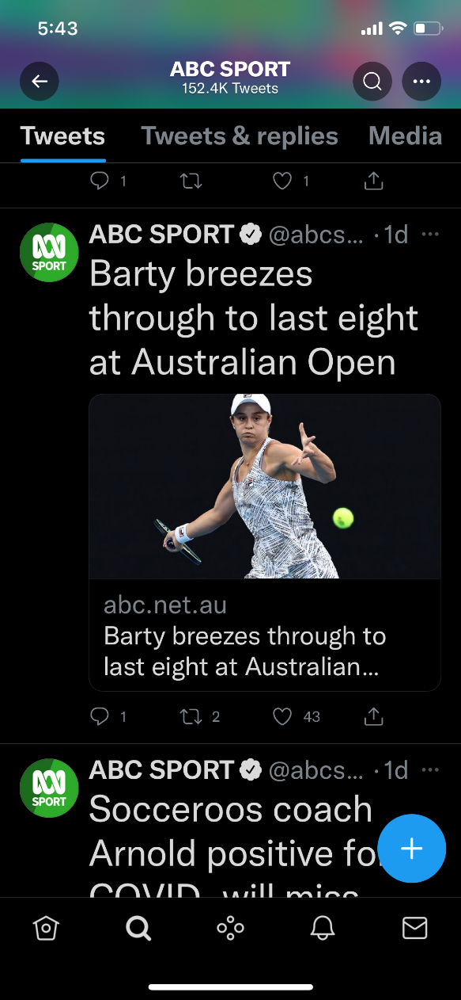 5:43
ABC SPORT
152.4K Tweets
Tweets
Tweets & replies
Media
1
1
ABC SPORT @abcs... · 1d
SPORT
Barty breezes
through to last eight
at Australian Open
abc.net.au
Barty breezes through to
last eight at Australian...
1
2
43
ABC SPORT @abcs... · 1d
SPORT
Socceroos coach
Arnold positive fo
COVID, will miss